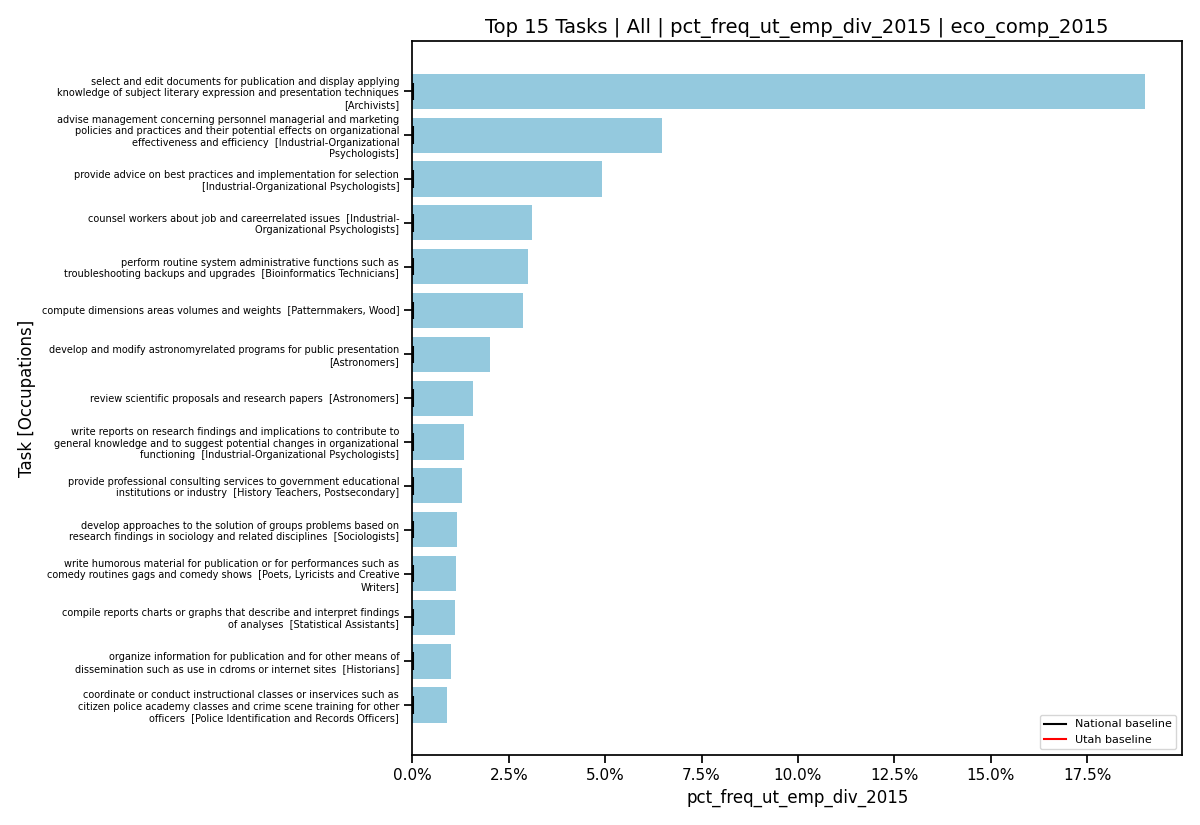 Top 15 Tasks | All | pct_freq_ut_emp_div_2015 | eco_comp_2015
Task [Occupations]
select and edit documents for publication and display applying
knowledge of subject literary expression and presentation techniques
[Archivists]
advise management concerning personnel managerial and marketing
policies and practices and their potential effects on organizational
effectiveness and efficiency  [Industrial-Organizational
Psychologists]
provide advice on best practices and implementation for selection
[Industrial-Organizational Psychologists]
counsel workers about job and careerrelated issues  [Industrial-
Organizational Psychologists]
perform routine system administrative functions such as
troubleshooting backups and upgrades  [Bioinformatics Technicians]
compute dimensions areas volumes and weights  [Patternmakers, Wood]
develop and modify astronomyrelated programs for public presentation
[Astronomers]
review scientific proposals and research papers  [Astronomers]
write reports on research findings and implications to contribute to
general knowledge and to suggest potential changes in organizational
functioning  [Industrial-Organizational Psychologists]
provide professional consulting services to government educational
institutions or industry  [History Teachers, Postsecondary]
develop approaches to the solution of groups problems based on
research findings in sociology and related disciplines  [Sociologists]
write humorous material for publication or for performances such as
comedy routines gags and comedy shows  [Poets, Lyricists and Creative
Writers]
compile reports charts or graphs that describe and interpret findings
of analyses  [Statistical Assistants]
organize information for publication and for other means of
dissemination such as use in cdroms or internet sites  [Historians]
coordinate or conduct instructional classes or inservices such as
citizen police academy classes and crime scene training for other
officers  [Police Identification and Records Officers]
National baseline
Utah baseline
0.0% 2.5% 5.0% 7.5% 10.0% 12.5% 15.0% 17.5%
pct_freq_ut_emp_div_2015